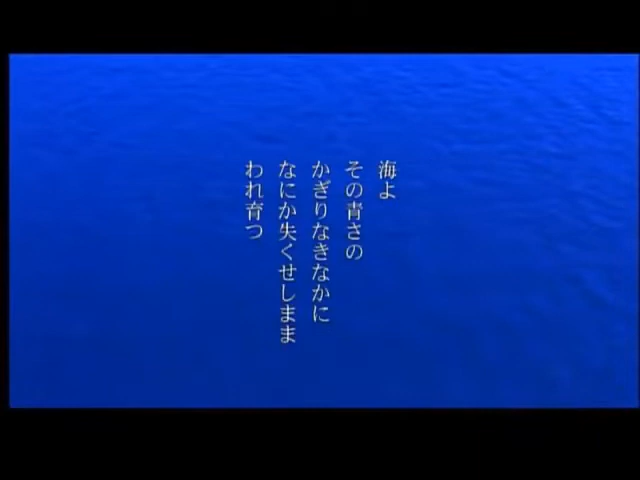 海よ
その青さの
かぎりなきなかに
なにか失くせしまま
われ育つ